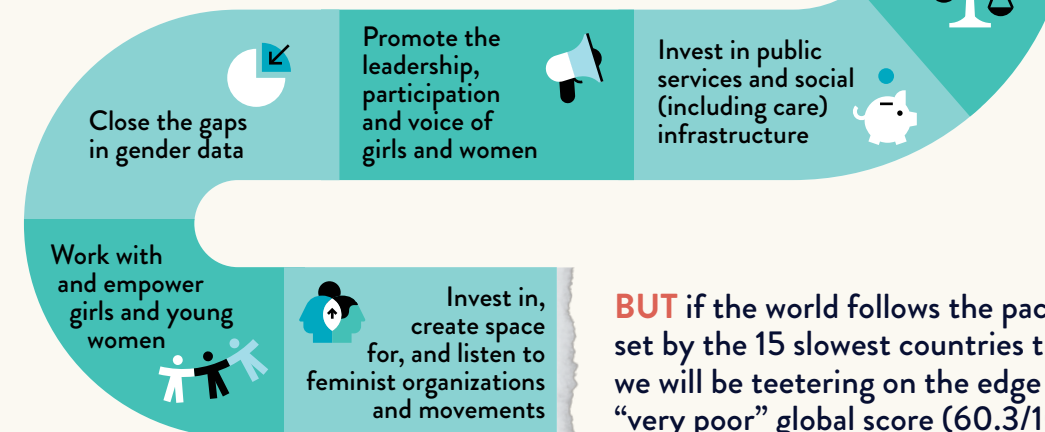 Promote the
leadership,
participation
and voice of
girls and women
Invest in public
services and social
(including care)
infrastructure
Close the gaps
in gender data
Work with
and empower
girls and young
women
Invest in,
create space
for, and listen to
feminist organizations
and movements
BUT if the world follows the pac
set by the 15 slowest countries t
we will be teetering on the edge
“very poor” global score (60.3/1